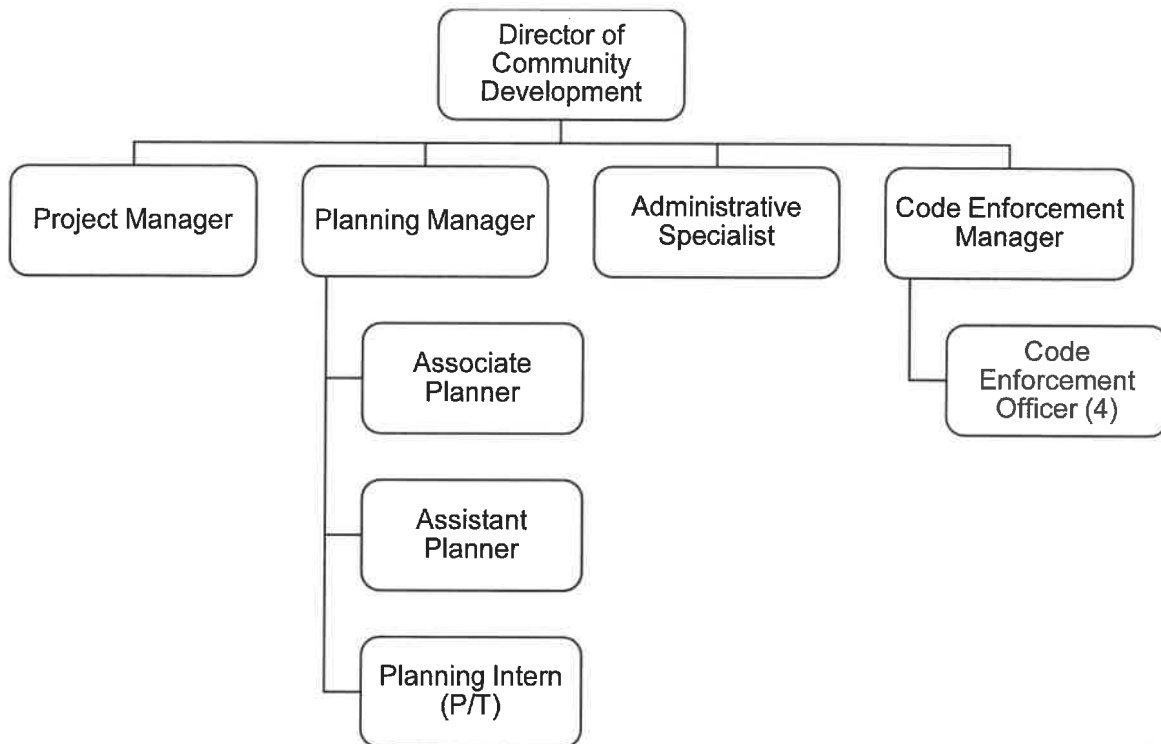 Director of
Community
Development
Project Manager
Planning Manager
Administrative
Specialist
Code Enforcement
Manager
Associate
Planner
Code
Enforcement
Officer (4)
Assistant
Planner
Planning Intern
(P/T)